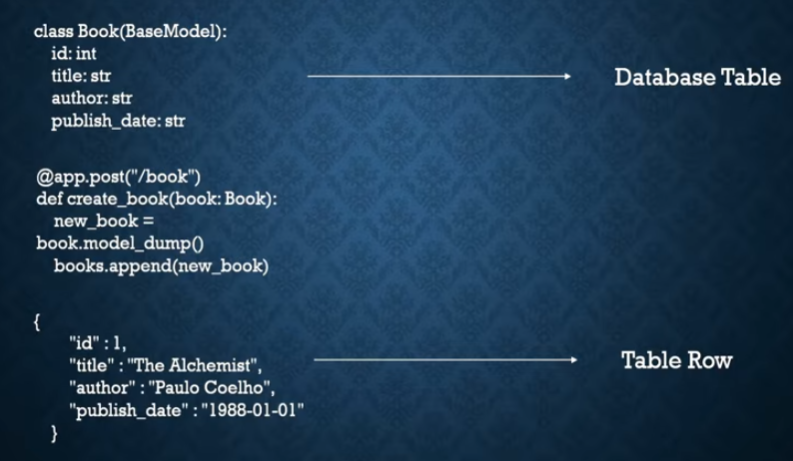 class Book(BaseModel):
id: int
title: str
author: str
publish_date: str
Database Table
@app.post("/book")
def create_book(book: Book):
new_book =
book.model_dump()
books.append(new_book)
{
"id" : 1,
"title" : "The Alchemist",
"author" : "Paulo Coelho",
"publish_date" : "1988-01-01"
}
Table Row